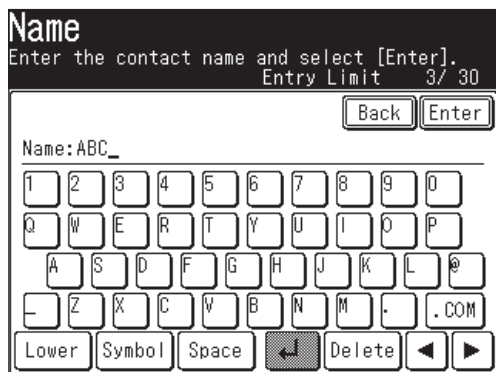 Name
Enter the contact name and select [Enter].
Entry Limit 3/ 30
Back Enter
Name:ABC_
1 2 3 4 5 6 7 8 9 0
Q W E R T Y U I O P
A S D F G H J K L @
_ Z X C V B N M . .COM
Lower Symbol Space ↵ Delete ◀ ▶